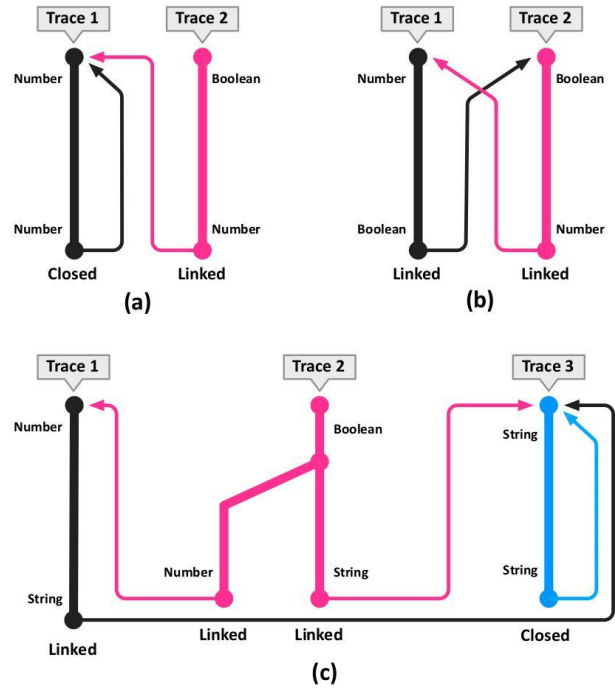 Trace 1 Trace 2
Number Boolean
Number Number
Closed Linked
(a)
Trace 1 Trace 2
Number Boolean
Boolean Number
Linked Linked
(b)
Trace 1 Trace 2 Trace 3
Number Boolean String
Number String String
String
Linked Linked Linked Closed
(c)